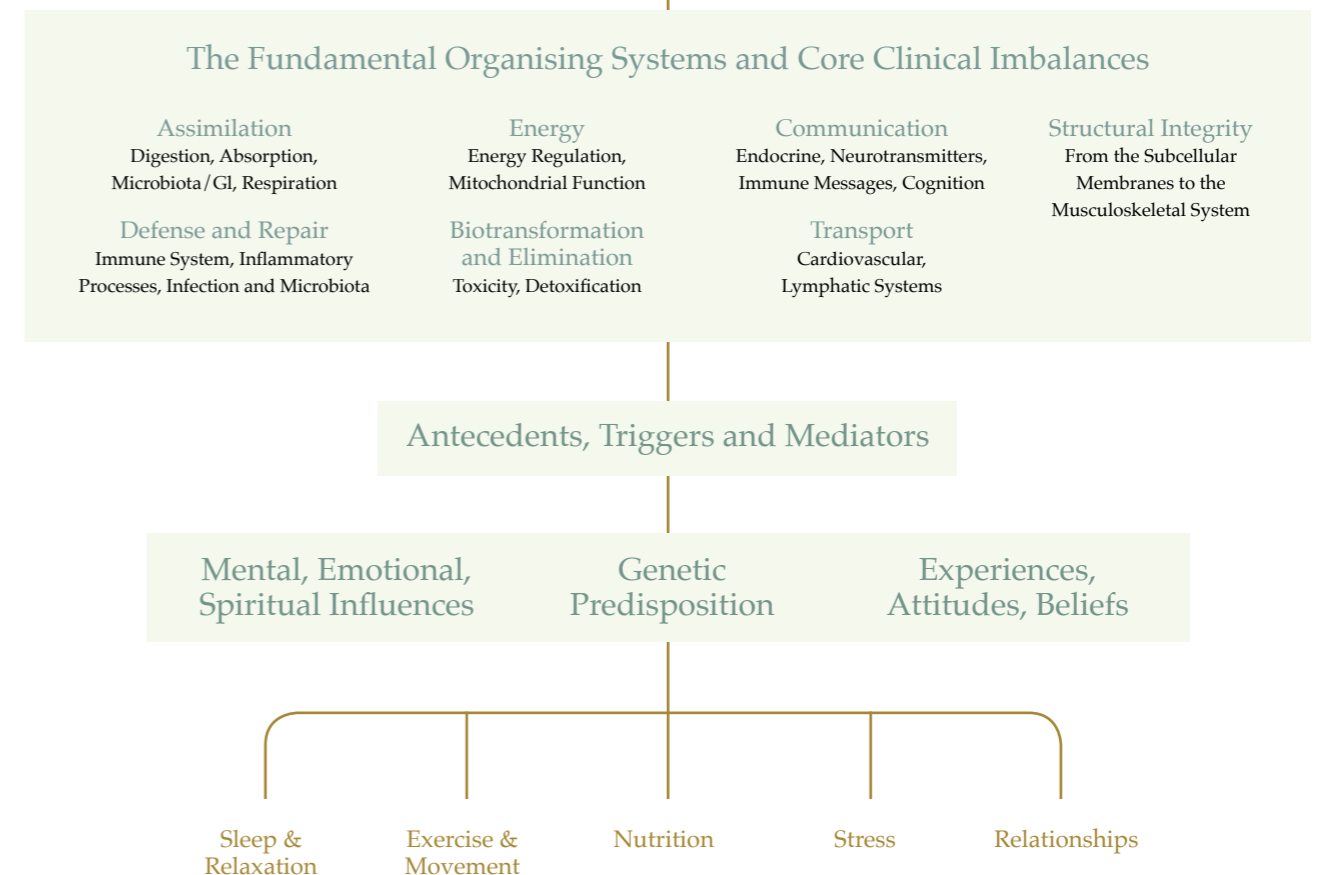 The Fundamental Organising Systems and Core Clinical Imbalances
Assimilation
Digestion, Absorption,
Microbiota/Gl, Respiration
Energy
Energy Regulation,
Mitochondrial Function
Communication
Endocrine, Neurotransmitters,
Immune Messages, Cognition
Structural Integrity
From the Subcellular
Membranes to the
Musculoskeletal System
Defense and Repair
Immune System, Inflammatory
Processes, Infection and Microbiota
Biotransformation
and Elimination
Toxicity, Detoxification
Transport
Cardiovascular,
Lymphatic Systems
Antecedents, Triggers and Mediators
Mental, Emotional,
Spiritual Influences
Genetic
Predisposition
Experiences,
Attitudes, Beliefs
Sleep &
Relaxation
Exercise &
Movement
Nutrition
Stress
Relationships